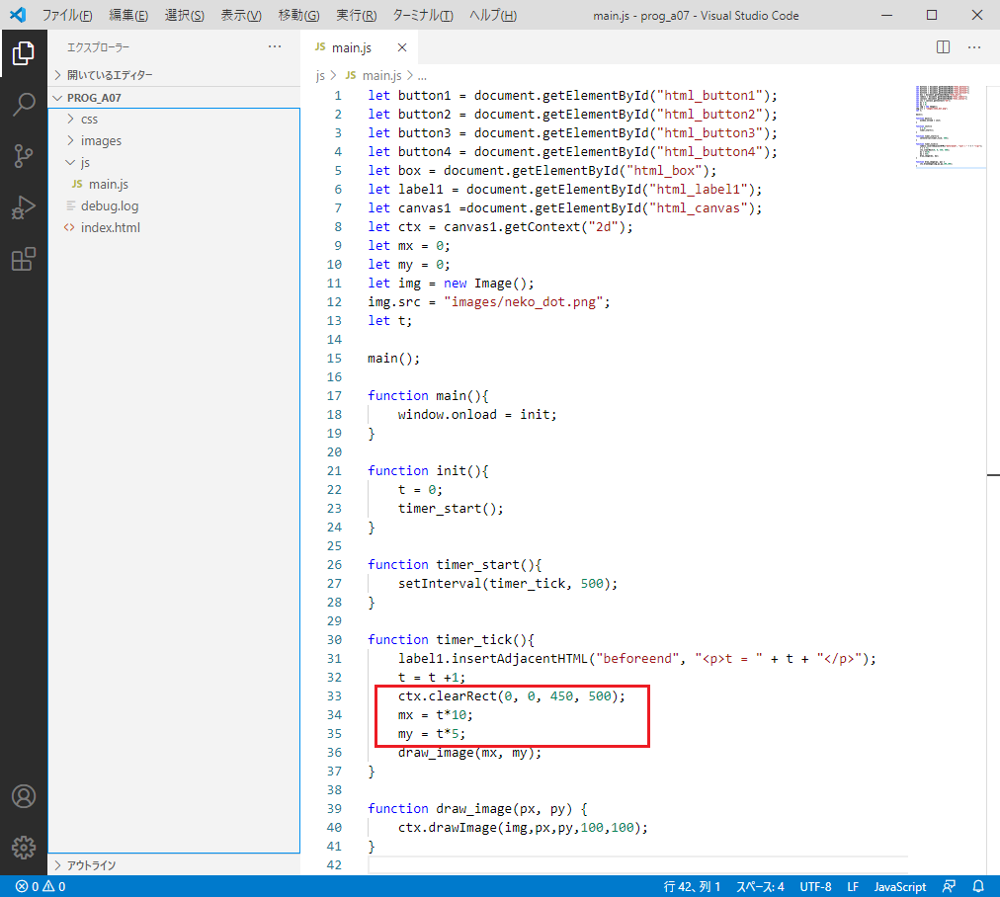 ファイル(F) 編集(E) 選択(S) 表示(V) 移動(G) 実行(R) ターミナル(T) ヘルプ(H) main.js - prog_a07 - Visual Studio Code
エクスプローラー ...
開いているエディター
PROG_A07
css
images
js
JS main.js
debug.log
<> index.html
アウトライン
JS main.js ×
js > JS main.js > ...
1 let button1 = document.getElementById("html_button1");
2 let button2 = document.getElementById("html_button2");
3 let button3 = document.getElementById("html_button3");
4 let button4 = document.getElementById("html_button4");
5 let box = document.getElementById("html_box");
6 let label1 = document.getElementById("html_label1");
7 let canvas1 =document.getElementById("html_canvas");
8 let ctx = canvas1.getContext("2d");
9 let mx = 0;
10 let my = 0;
11 let img = new Image();
12 img.src = "images/neko_dot.png";
13 let t;
14
15 main();
16
17 function main(){
18     window.onload = init;
19 }
20
21 function init(){
22     t = 0;
23     timer_start();
24 }
25
26 function timer_start(){
27     setInterval(timer_tick, 500);
28 }
29
30 function timer_tick(){
31     label1.insertAdjacentHTML("beforeend", "<p>t = " + t + "</p>");
32     t = t +1;
33     ctx.clearRect(0, 0, 450, 500);
34     mx = t*10;
35     my = t*5;
36     draw_image(mx, my);
37 }
38
39 function draw_image(px, py) {
40     ctx.drawImage(img,px,py,100,100);
41 }
42
0 0 行 42、列 1 スペース: 4 UTF-8 LF JavaScript